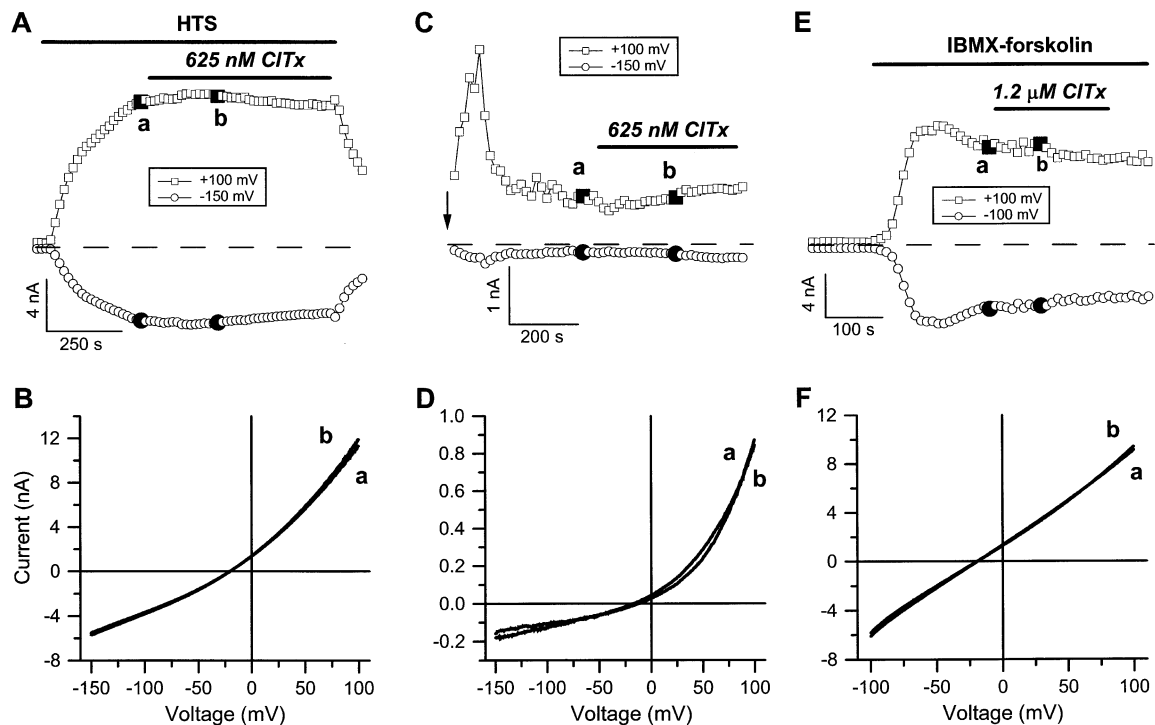 A
HTS
625 nM ClTx
a
b
+100 mV
-150 mV
4 nA
250 s
C
+100 mV
-150 mV
625 nM ClTx
a
b
1 nA
200 s
E
IBMX-forskolin
1.2 μM ClTx
a
b
+100 mV
-100 mV
4 nA
100 s
B
Current (nA)
12
8
4
0
-4
-8
b
a
-150 -100 -50 0 50 100
Voltage (mV)
D
1.0
0.8
0.6
0.4
0.2
0.0
-0.2
a
b
-150 -100 -50 0 50 100
Voltage (mV)
F
12
8
4
0
-4
-8
b
a
-100 -50 0 50 100
Voltage (mV)